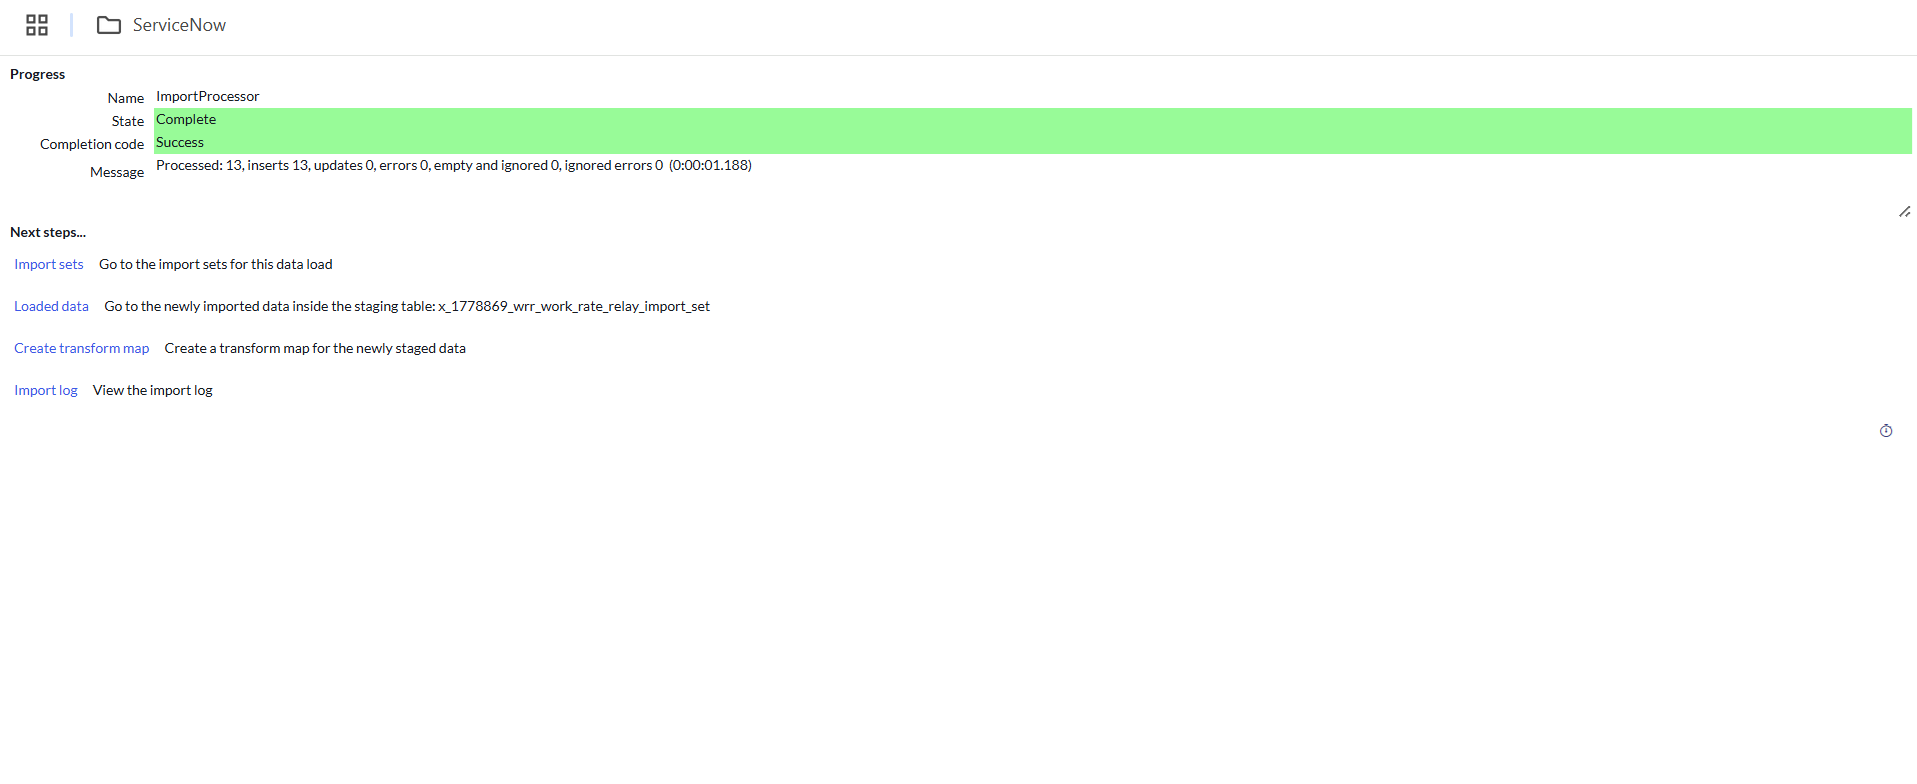 ServiceNow
Progress
Name ImportProcessor
State Complete
Completion code Success
Message Processed: 13, inserts 13, updates 0, errors 0, empty and ignored 0, ignored errors 0 (0:00:01.188)
Next steps...
Import sets Go to the import sets for this data load
Loaded data Go to the newly imported data inside the staging table: x_1778869_wrr_work_rate_relay_import_set
Create transform map Create a transform map for the newly staged data
Import log View the import log